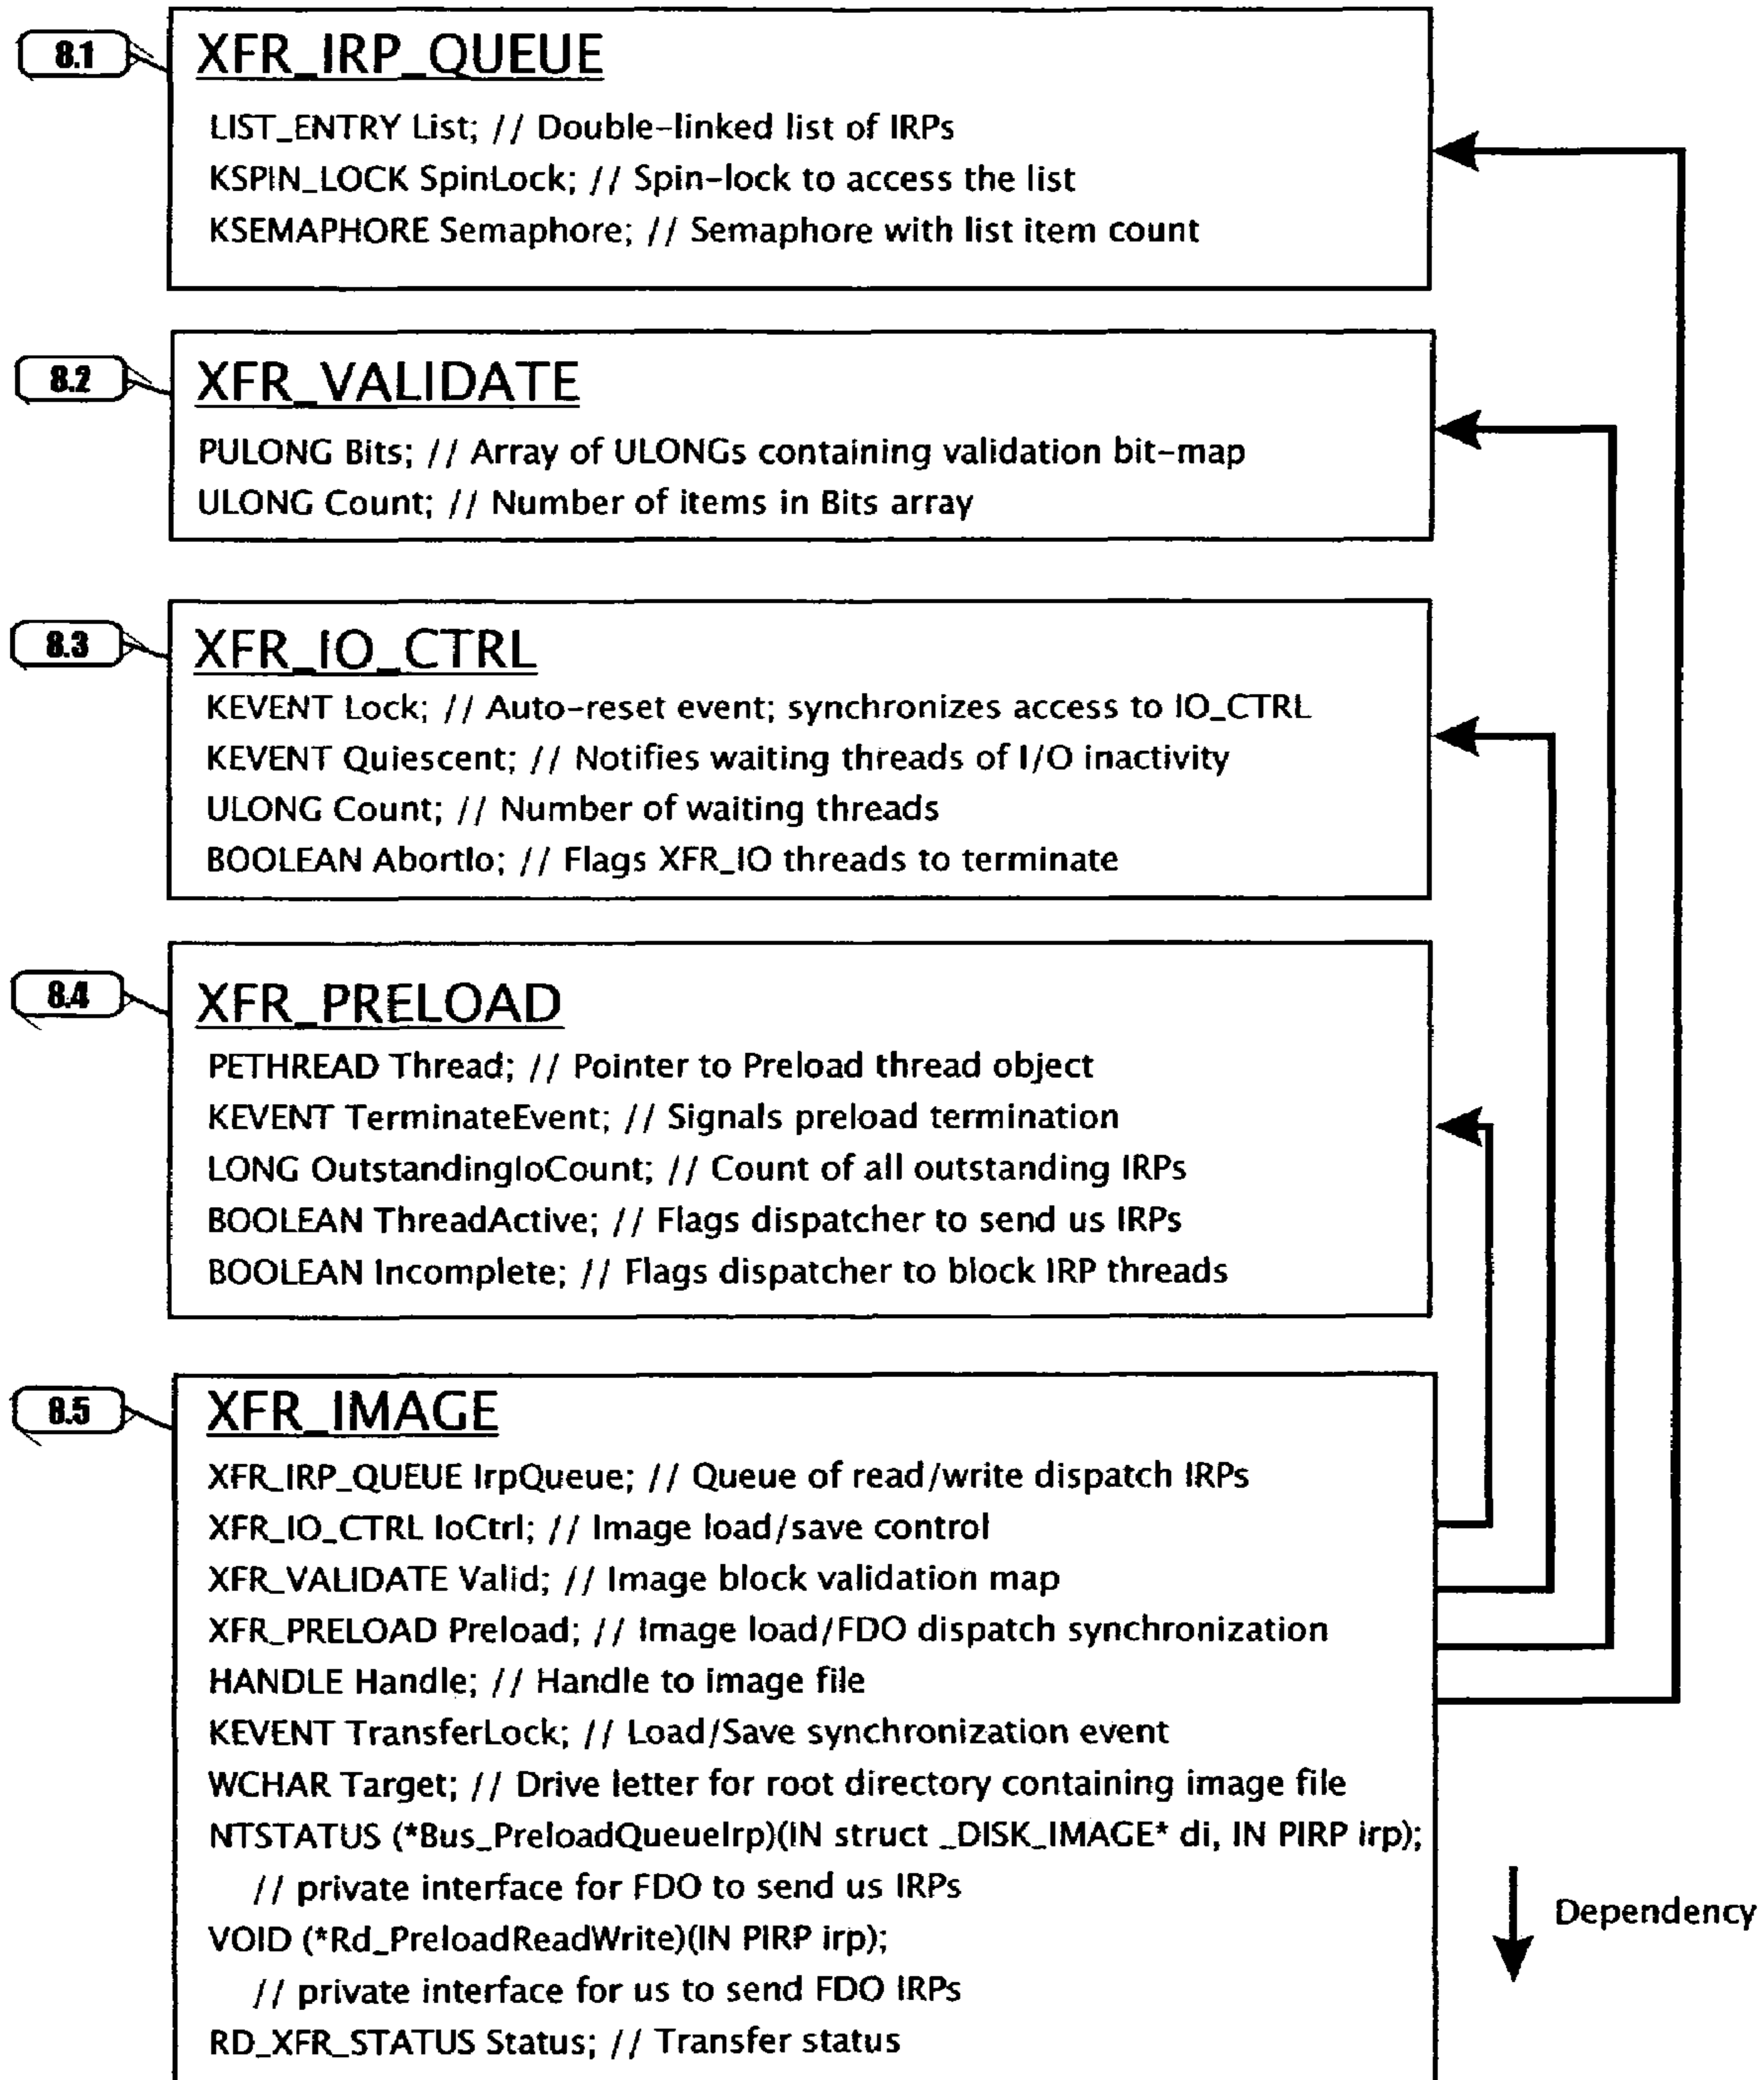 8.1
XFR_IRP_QUEUE
LIST_ENTRY List; // Double-linked list of IRPs
KSPIN_LOCK SpinLock; // Spin-lock to access the list
KSEMAPHORE Semaphore; // Semaphore with list item count
8.2
XFR_VALIDATE
PULONG Bits; // Array of ULONGs containing validation bit-map
ULONG Count; // Number of items in Bits array
8.3
XFR_IO_CTRL
KEVENT Lock; // Auto-reset event; synchronizes access to IO_CTRL
KEVENT Quiescent; // Notifies waiting threads of I/O inactivity
ULONG Count; // Number of waiting threads
BOOLEAN AbortIo; // Flags XFR_IO threads to terminate
8.4
XFR_PRELOAD
PETHREAD Thread; // Pointer to Preload thread object
KEVENT TerminateEvent; // Signals preload termination
LONG OutstandingIoCount; // Count of all outstanding IRPs
BOOLEAN ThreadActive; // Flags dispatcher to send us IRPs
BOOLEAN Incomplete; // Flags dispatcher to block IRP threads
8.5
XFR_IMAGE
XFR_IRP_QUEUE IrpQueue; // Queue of read/write dispatch IRPs
XFR_IO_CTRL IoCtrl; // Image load/save control
XFR_VALIDATE Valid; // Image block validation map
XFR_PRELOAD Preload; // Image load/FDO dispatch synchronization
HANDLE Handle; // Handle to image file
KEVENT TransferLock; // Load/Save synchronization event
WCHAR Target; // Drive letter for root directory containing image file
NTSTATUS (*Bus_PreloadQueueIrp)(IN struct _DISK_IMAGE* di, IN PIRP irp);
// private interface for FDO to send us IRPs
VOID (*Rd_PreloadReadWrite)(IN PIRP irp);
// private interface for us to send FDO IRPs
RD_XFR_STATUS Status; // Transfer status
Dependency